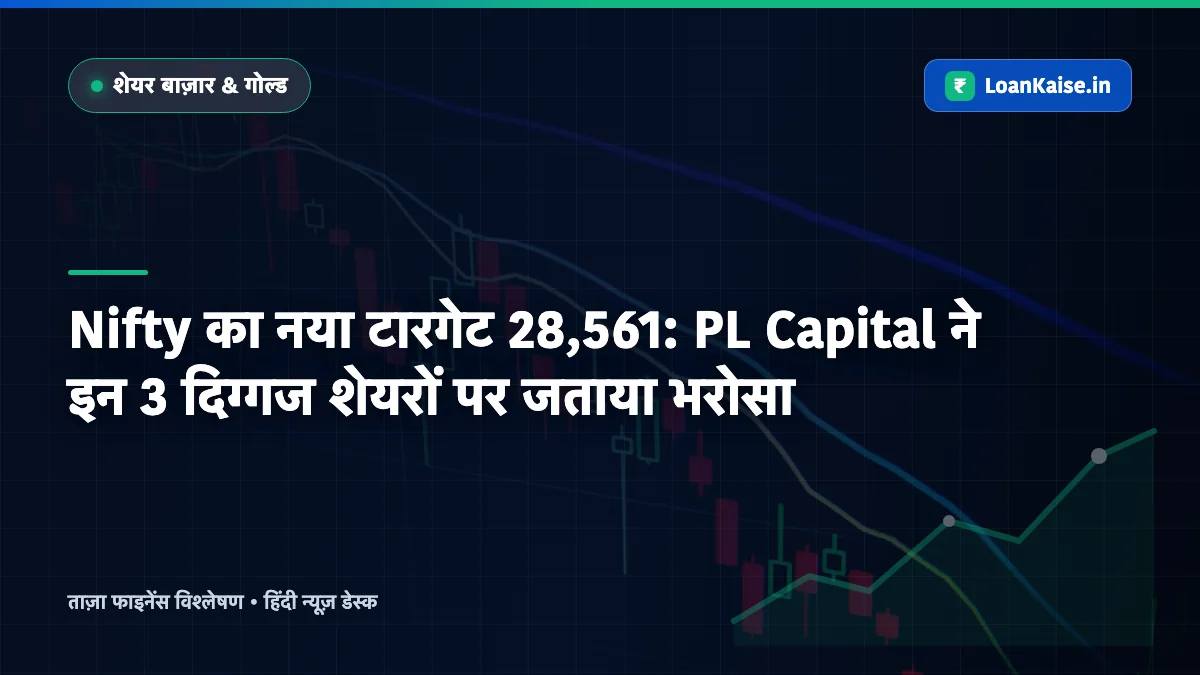 शेयर बाज़ार & गोल्ड
₹ LoanKaise.in
Nifty का नया टारगेट 28,561: PL Capital ने
इन 3 दिग्गज शेयरों पर जताया भरोसा
ताज़ा फाइनेंस विश्लेषण • हिंदी न्यूज़ डेस्क